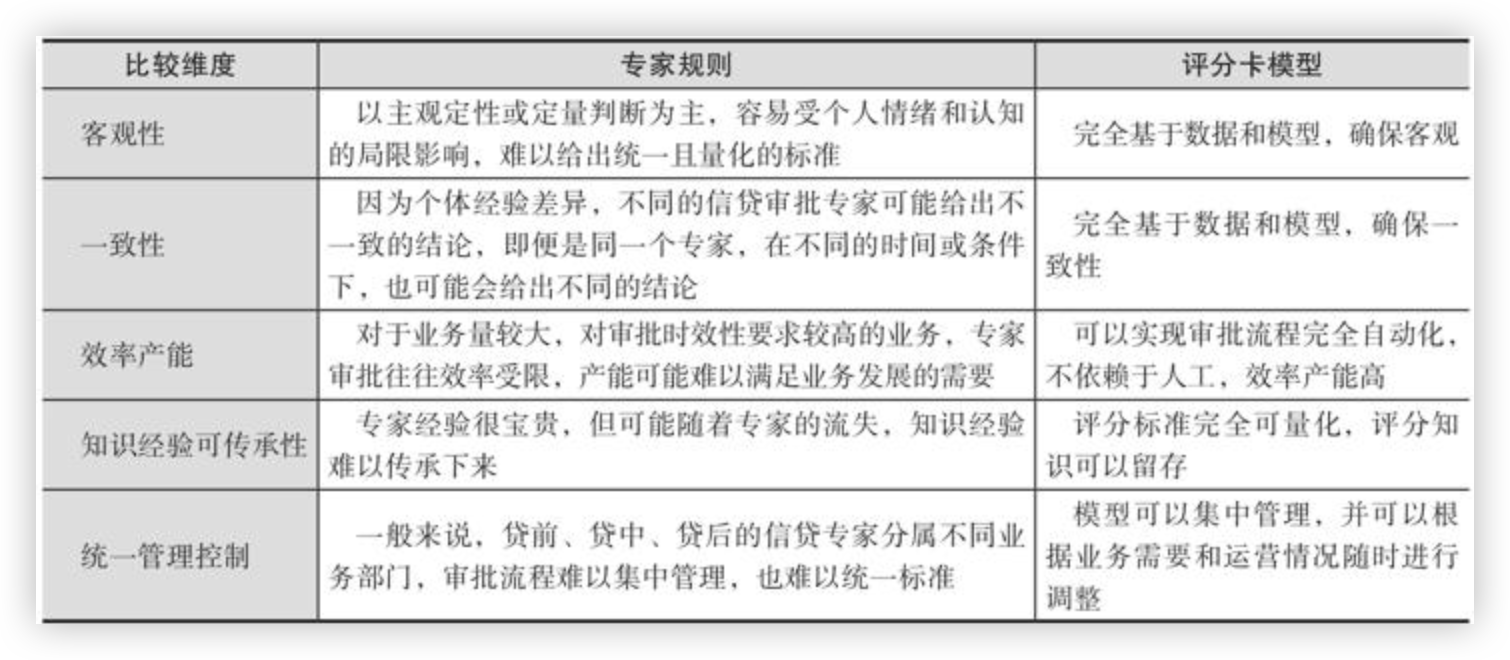 比较维度
专家规则
评分卡模型
客观性
以主观定性或定量判断为主，容易受个人情绪和认知
的局限影响，难以给出统一且量化的标准
完全基于数据和模型，确保客观
一致性
因为个体经验差异，不同的信贷审批专家可能给出不
一致的结论，即便是同一个专家，在不同的时间或条件
下，也可能会给出不同的结论
完全基于数据和模型，确保一
致性
效率产能
对于业务量较大，对审批时效性要求较高的业务，专家
审批往往效率受限，产能可能难以满足业务发展的需要
可以实现审批流程完全自动化，
不依赖于人工，效率产能高
知识经验可传承性
专家经验很宝贵，但可能随着专家的流失，知识经验
难以传承下来
评分标准完全可量化，评分知
识可以留存
统一管理控制
一般来说，贷前、贷中、贷后的信贷专家分属不同业
务部门，审批流程难以集中管理，也难以统一标准
模型可以集中管理，并可以根
据业务需要和运营情况随时进行
调整